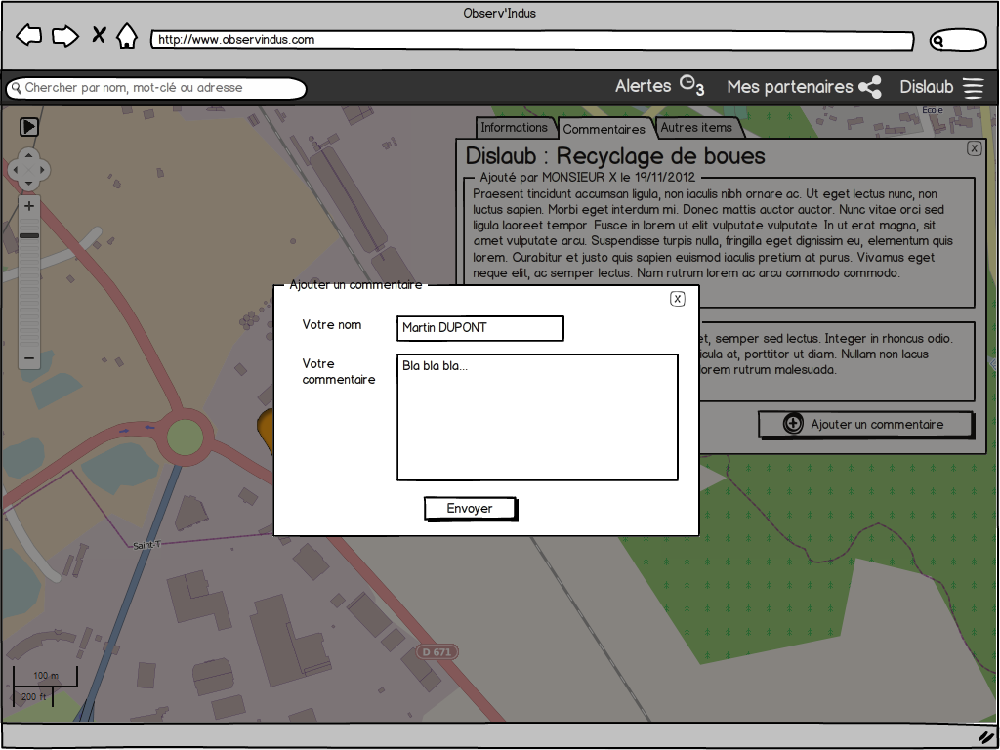 Observ'Indus
http://www.observindus.com
Chercher par nom, mot-clé ou adresse
Alertes 3
Mes partenaires
Dislaub
École
Informations
Commentaires
Autres items
X
Dislaub : Recyclage de boues
Ajouté par MONSIEUR X le 19/11/2012
Praesent tincidunt accumsan ligula, non iaculis nibh ornare ac. Ut eget lectus nunc, non
luctus sapien. Morbi eget interdum mi. Donec mattis auctor auctor. Nunc vitae orci sed
ligula laoreet tempor. Fusce in lorem ut elit vulputate vulputate. In ut erat magna, sit
amet vulputate arcu. Suspendisse turpis nulla, fringilla eget dignissim eu, elementum quis
lorem. Curabitur et justo quis sapien euismod iaculis pretium at purus. Vivamus eget
neque elit, ac semper lectus. Nam rutrum lorem ac arcu commodo commodo.
Ajouter un commentaire
X
Votre nom
Martin DUPONT
Votre
commentaire
Bla bla bla...
Envoyer
et, semper sed lectus. Integer in rhoncus odio.
icula at, porttitor ut diam. Nullam non lacus
orem rutrum malesuada.
Ajouter un commentaire
Saint-T
D 671
100 m
200 ft